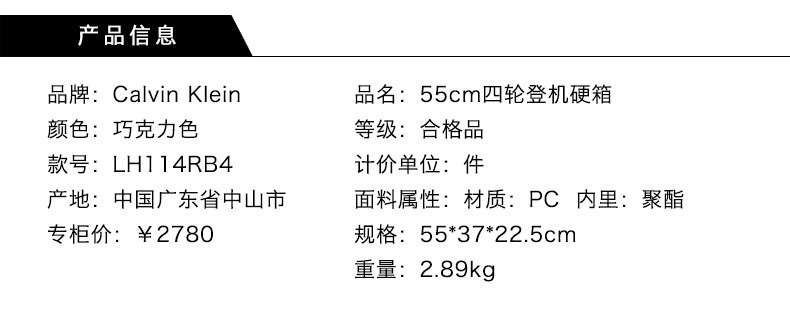 产品信息
品牌：Calvin Klein
颜色：巧克力色
款号：LH114RB4
产地：中国广东省中山市
专柜价：￥2780
品名：55cm四轮登机硬箱
等级：合格品
计价单位：件
面料属性：材质：PC 内里：聚酯
规格：55*37*22.5cm
重量：2.89kg